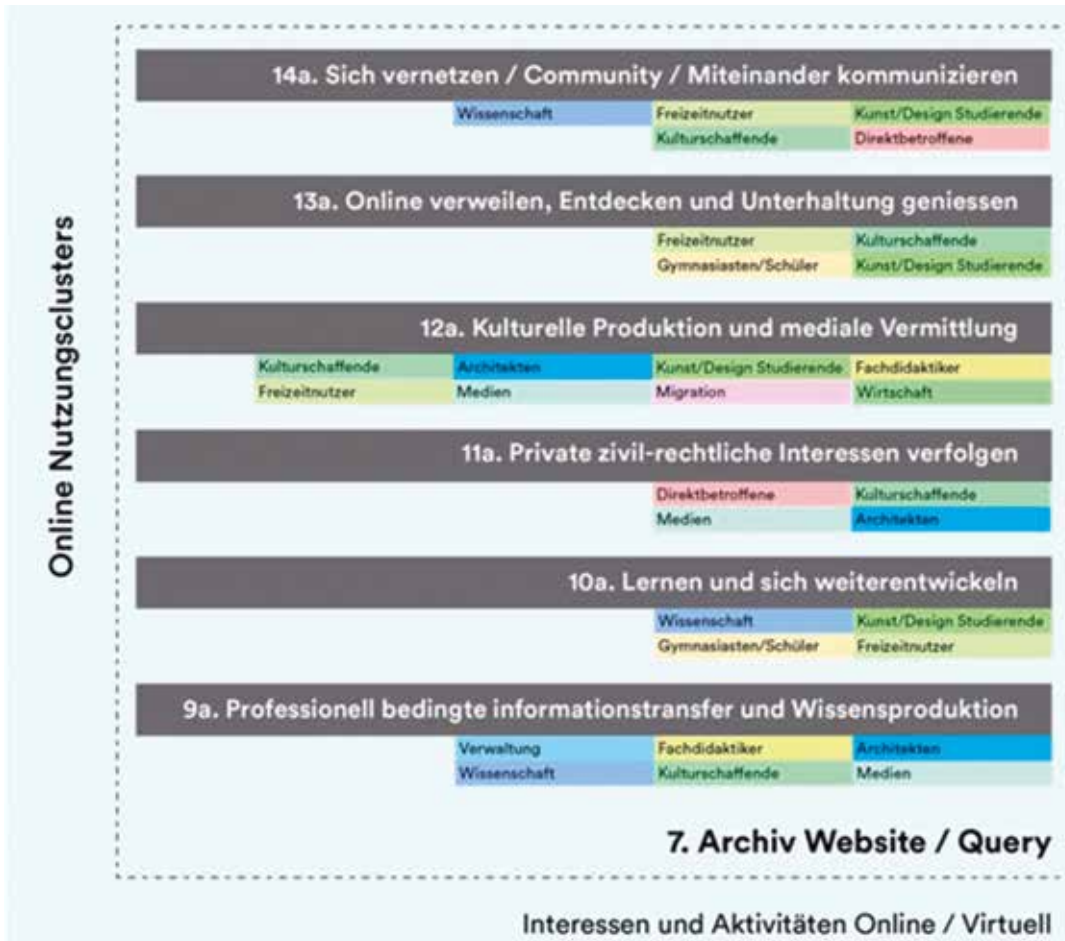 Online Nutzungsclusters
14a. Sich vernetzen / Community / Miteinander kommunizieren
Wissenschaft Freizeitnutzer Kunst/Design Studierende
Kulturschaffende Direktbetroffene
13a. Online verweilen, Entdecken und Unterhaltung geniessen
Freizeitnutzer Kulturschaffende
Gymnasiasten/Schüler Kunst/Design Studierende
12a. Kulturelle Produktion und mediale Vermittlung
Kulturschaffende Architekten Kunst/Design Studierende Fachdidaktiker
Freizeitnutzer Medien Migration Wirtschaft
11a. Private zivil-rechtliche Interessen verfolgen
Direktbetroffene Kulturschaffende
Medien Architekten
10a. Lernen und sich weiterentwickeln
Wissenschaft Kunst/Design Studierende
Gymnasiasten/Schüler Freizeitnutzer
9a. Professionell bedingte informationstransfer und Wissensproduktion
Verwaltung Fachdidaktiker Architekten
Wissenschaft Kulturschaffende Medien
7. Archiv Website / Query
Interessen und Aktivitäten Online / Virtuell